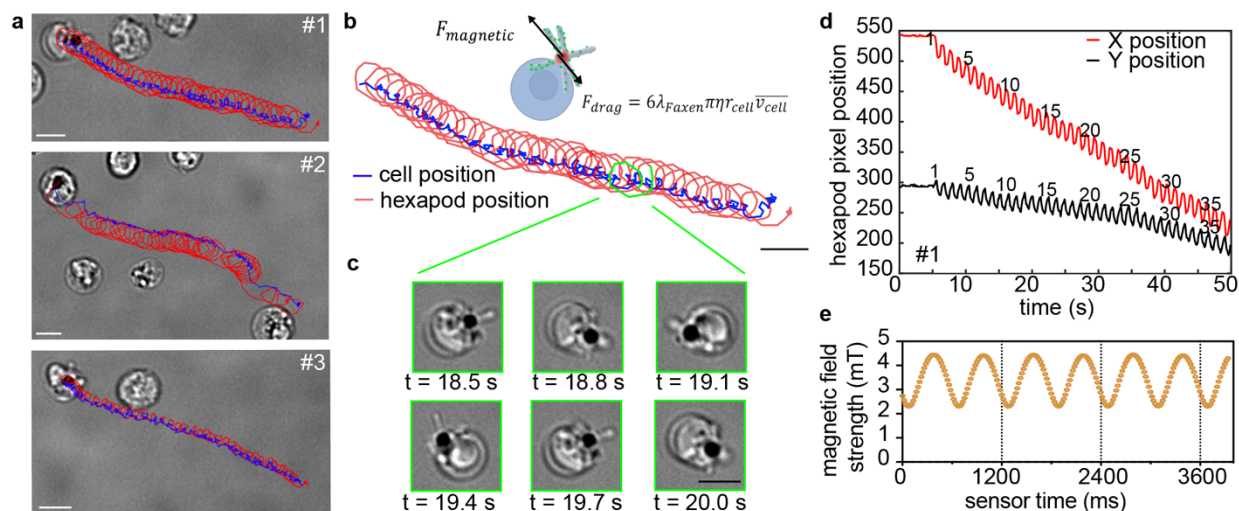 a
#1
#2
#3
b
F_magnetic
F_drag = 6λ_Faxen πηr_cell v̅_cell̅
cell position
hexapod position
c
t = 18.5 s
t = 18.8 s
t = 19.1 s
t = 19.4 s
t = 19.7 s
t = 20.0 s
d
hexapod pixel position
550
500
450
400
350
300
250
200
150
X position
Y position
1
5
10
15
20
25
30
35
1
5
10
15
20
25
30
35
#1
0
10
20
30
40
50
time (s)
e
magnetic field
strength (mT)
5
4
3
2
1
0
0
1200
2400
3600
sensor time (ms)